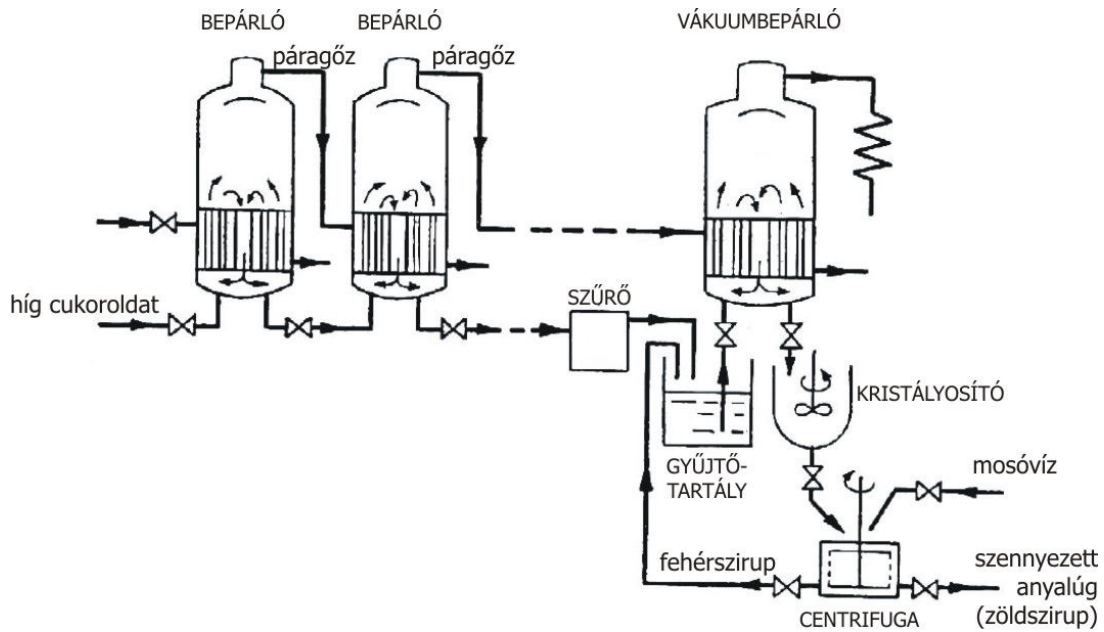 BEPÁRLÓ
BEPÁRLÓ
VÁKUUMBEPÁRLÓ
páragőz
páragőz
híg cukoroldat
SZŰRŐ
KRISTÁLYOSÍTÓ
GYŰJTŐ-
TARTÁLY
mosóvíz
fehérszirup
szennyezett
anyalúg
(zöldszirup)
CENTRIFUGA